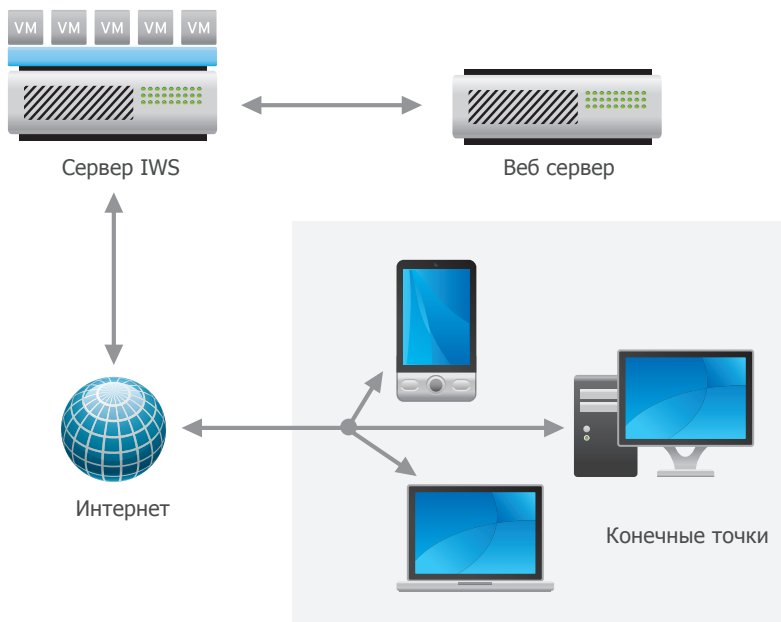 VM VM VM VM VM
Сервер IWS
Веб сервер
Интернет
Конечные точки